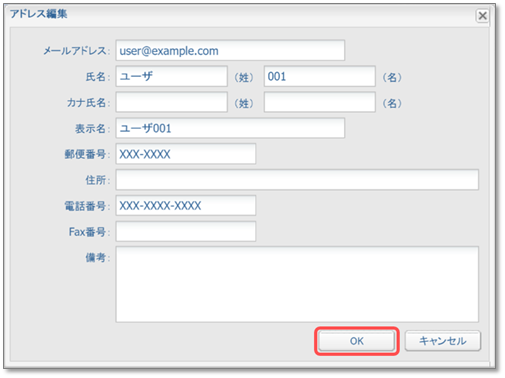 アドレス編集
メールアドレス: user@example.com
氏名: ユーザ (姓) 001 (名)
カナ氏名: (姓) (名)
表示名: ユーザ001
郵便番号: XXX-XXXX
住所:
電話番号: XXX-XXXX-XXXX
Fax番号:
備考:
OK キャンセル